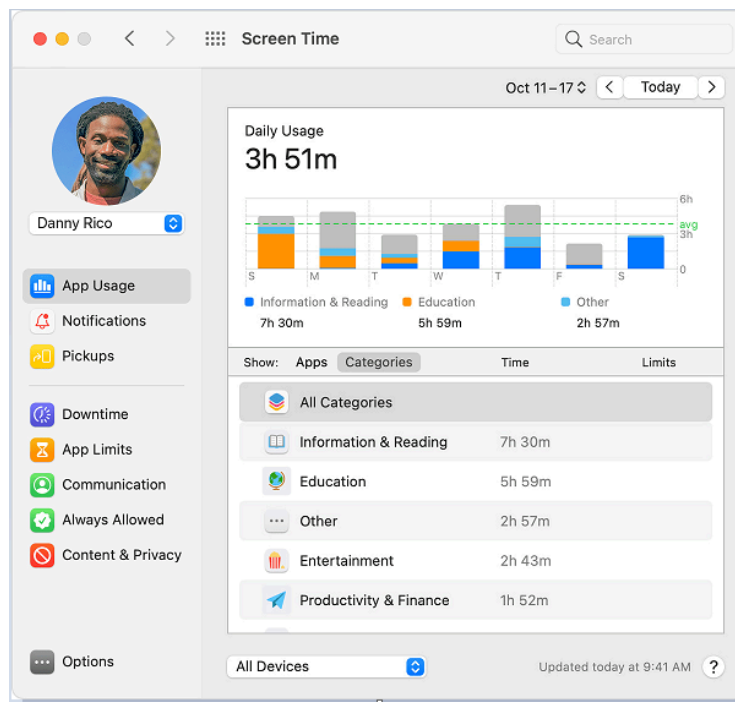 Screen Time
Search
Oct 11–17
Today
Danny Rico
App Usage
Notifications
Pickups
Downtime
App Limits
Communication
Always Allowed
Content & Privacy
Options
Daily Usage
3h 51m
6h
avg
3h
0
S M T W T F S
Information & Reading Education Other
7h 30m 5h 59m 2h 57m
Show: Apps Categories Time Limits
All Categories
Information & Reading 7h 30m
Education 5h 59m
Other 2h 57m
Entertainment 2h 43m
Productivity & Finance 1h 52m
All Devices
Updated today at 9:41 AM ?